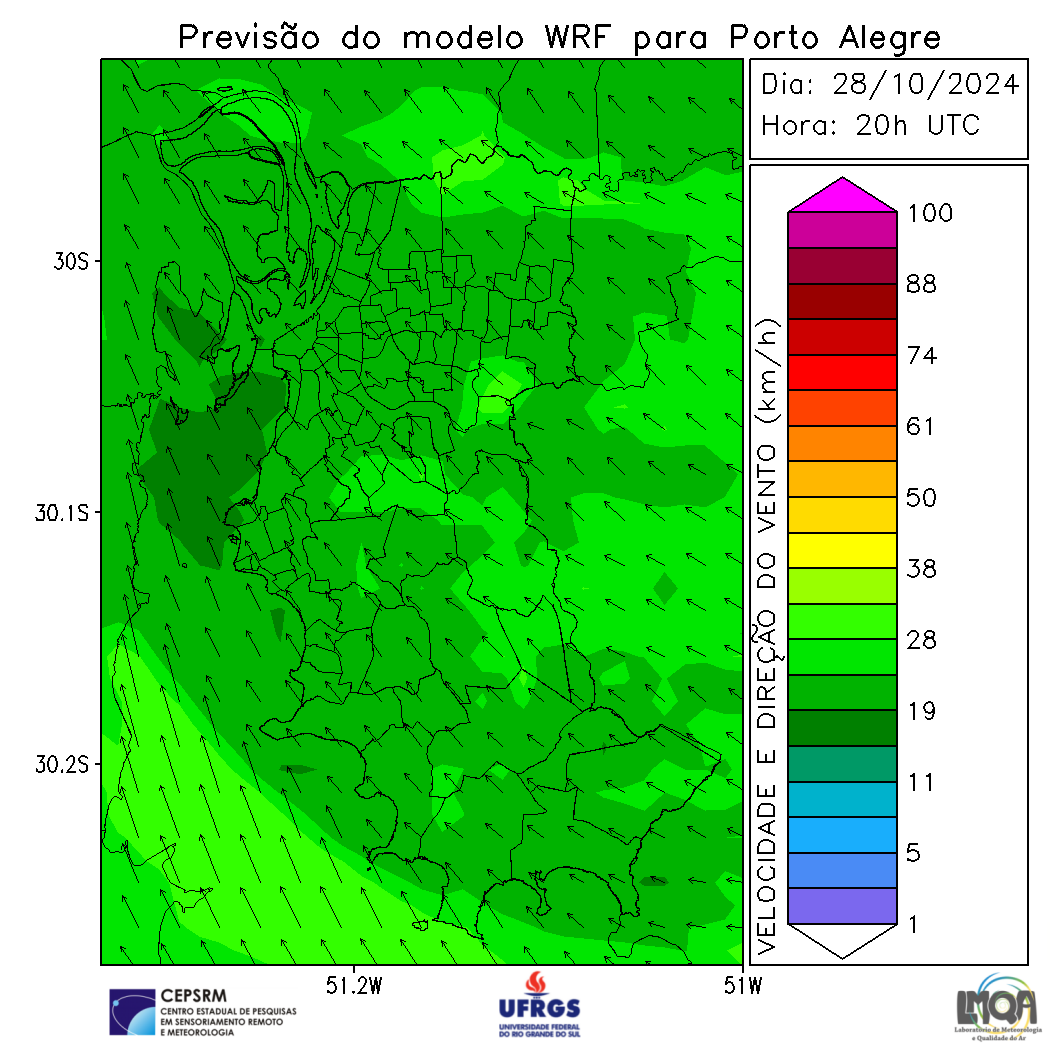 Previsão do modelo WRF para Porto Alegre
Dia: 28/10/2024
Hora: 20h UTC
30S
30.1S
30.2S
51.2W
51W
VELOCIDADE E DIREÇÃO DO VENTO (km/h)
100
88
74
61
50
38
28
19
11
5
1
CEPSRM
CENTRO ESTADUAL DE PESQUISAS
EM SENSORIAMENTO REMOTO
E METEOROLOGIA
UFRGS
UNIVERSIDADE FEDERAL
DO RIO GRANDE DO SUL
LMQA
Laboratório de Meteorologia
e Qualidade do Ar